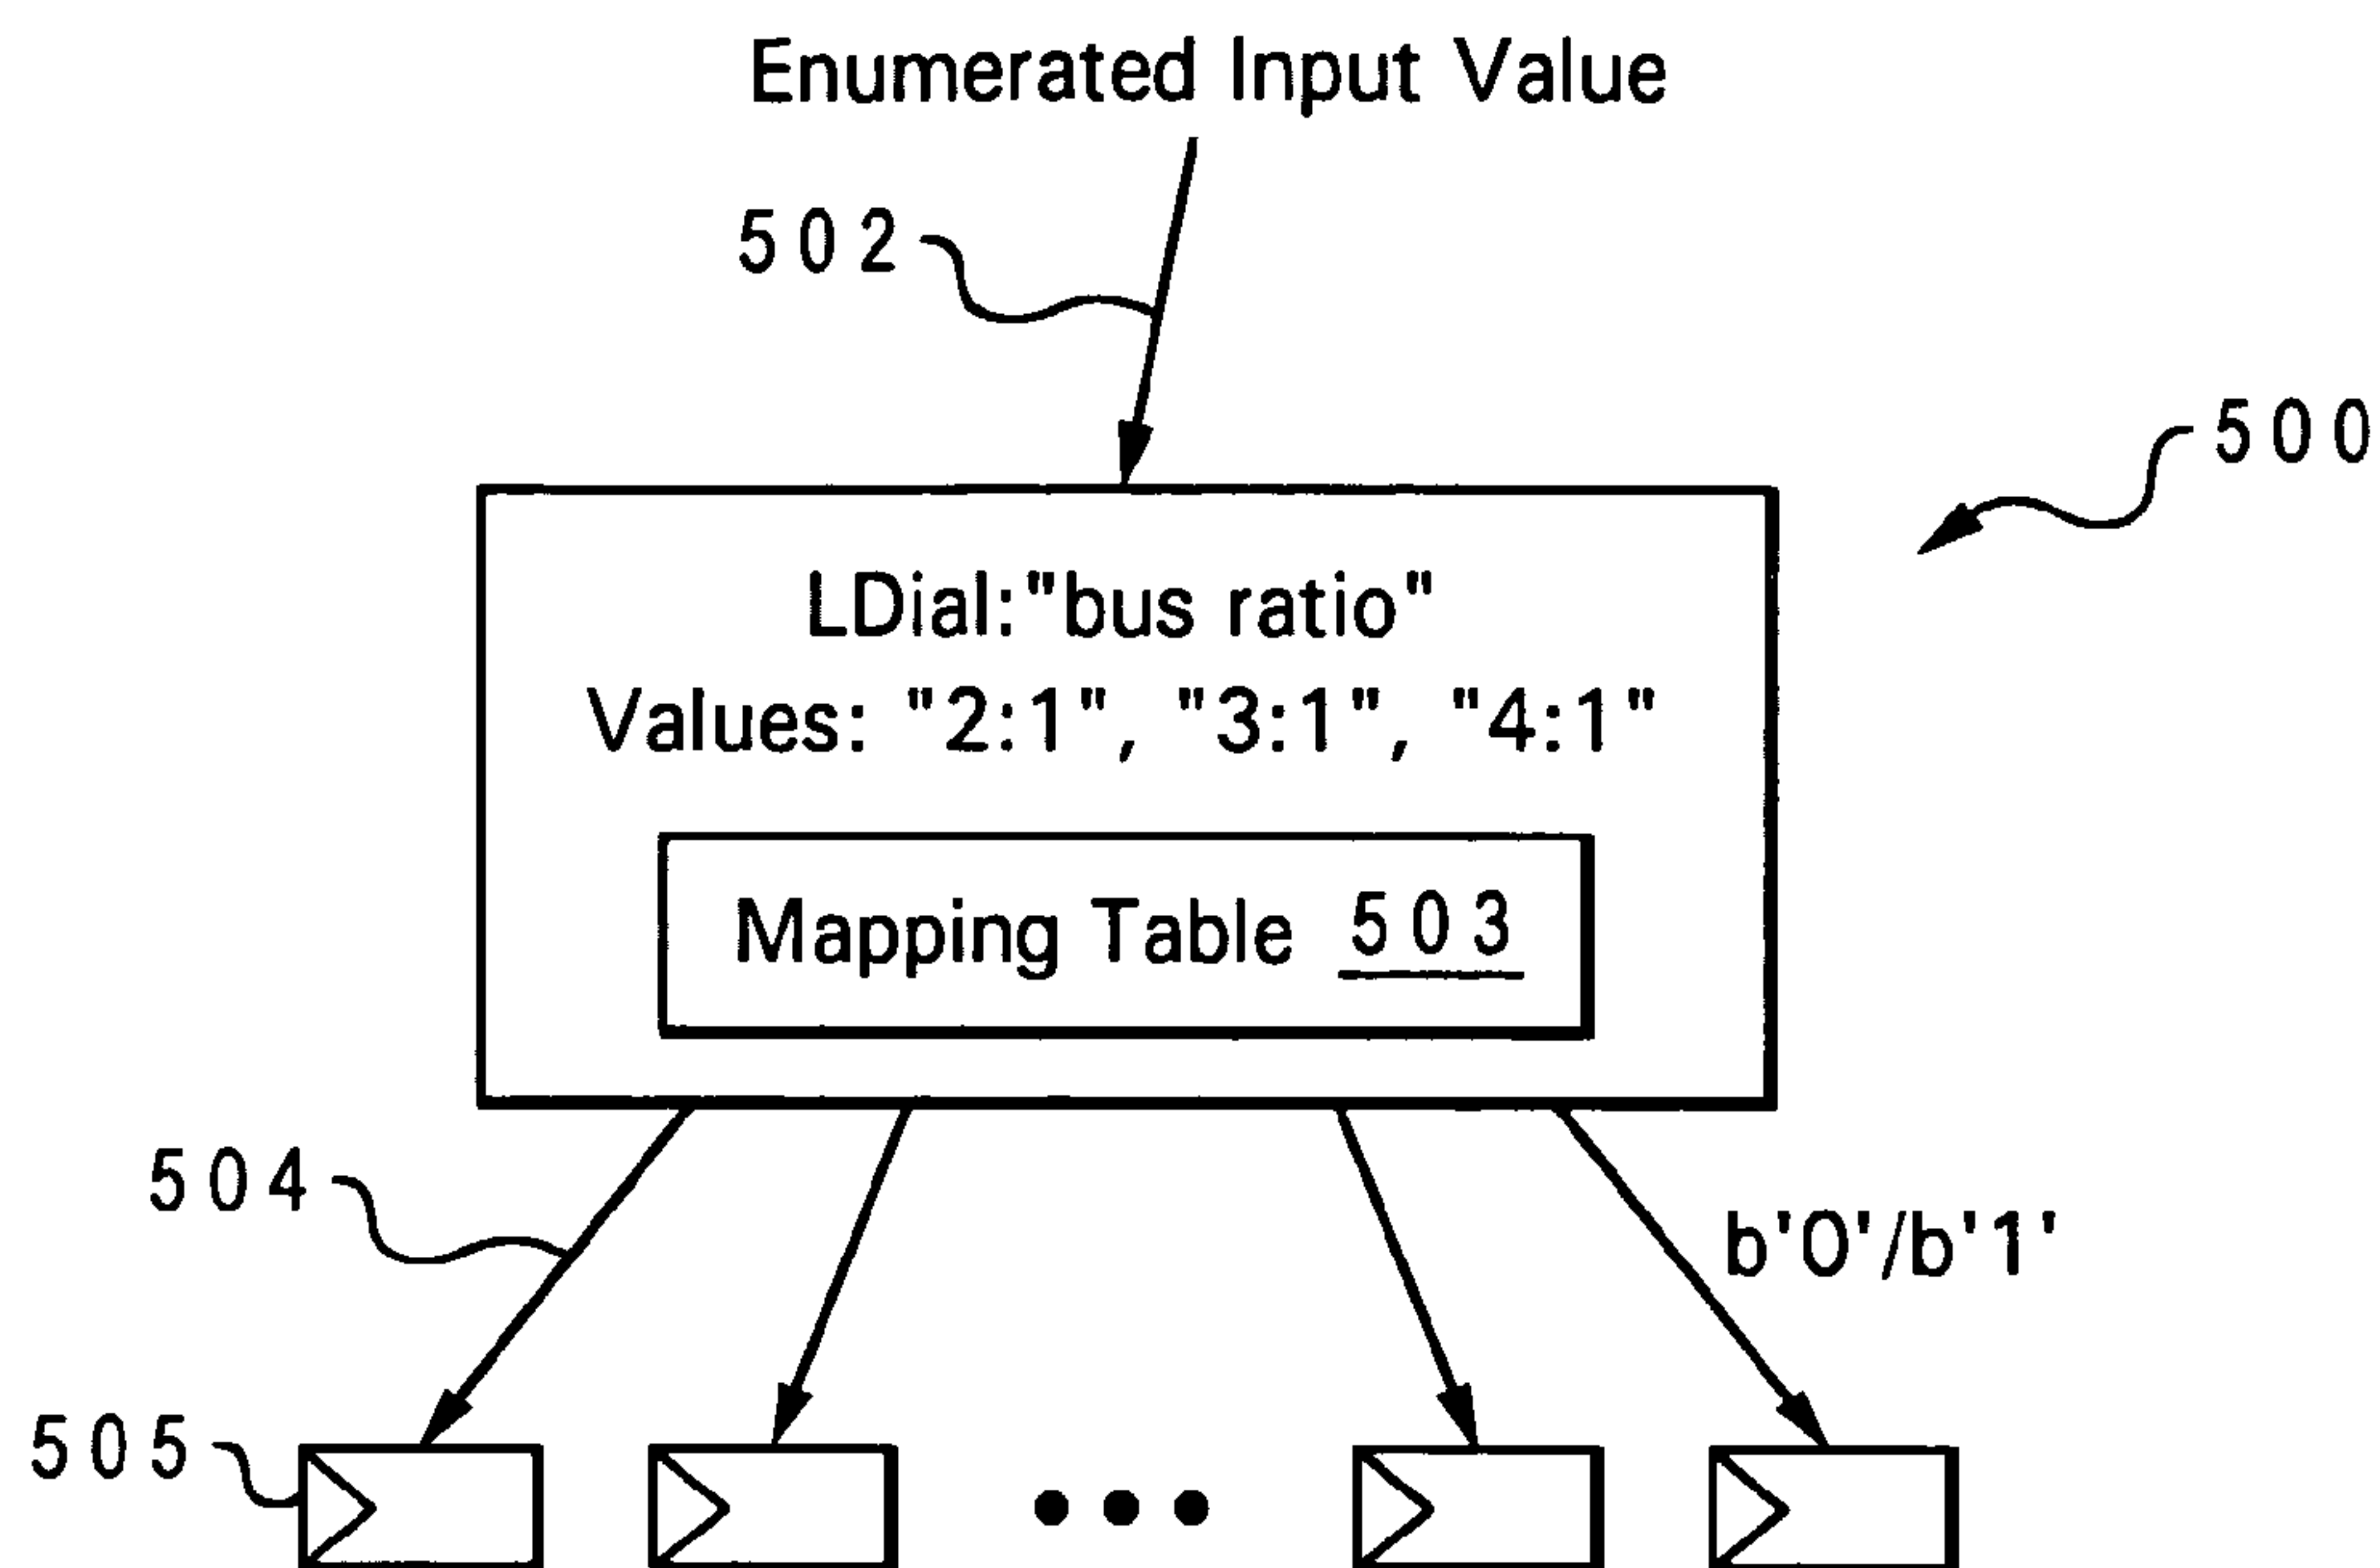 Enumerated Input Value
502
500
LDial:"bus ratio"
Values: "2:1", "3:1", "4:1"
Mapping Table 503
504
b'0'/b'1'
505